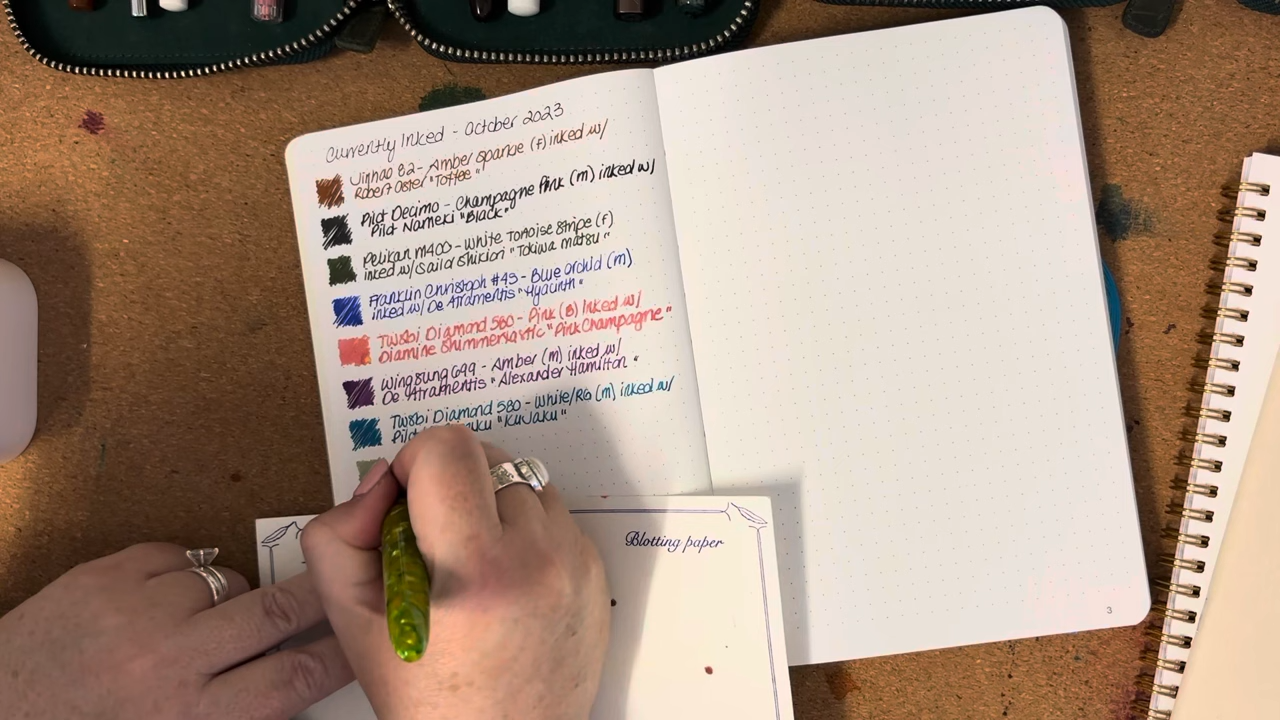 Currently Inked - October 2023
Jinhao 82 - Amber Spance (f) inked w/
Robert Oster "Toffee"
Pilot Decimo - Champagne Pink (m) inked w/
Pilot Namiki "Black"
Pelikan M400 - White Tortoise Stripe (f)
inked w/ Sailor Shikiori "Tokiwa Matsu"
Franklin Christoph #45 - Blue Orchid (m)
inked w/ De Atramentis "Hyacinth"
Twsbi Diamond 580 - Pink (B) Inked w/
Diamine Shimmertastic "Pink Champagne"
Wingsung 699 - Amber (m) inked w/
De Atramentis "Alexander Hamilton"
Twsbi Diamond 580 - White/RG (m) inked w/
Pilot "KuJaku"
Blotting paper
3